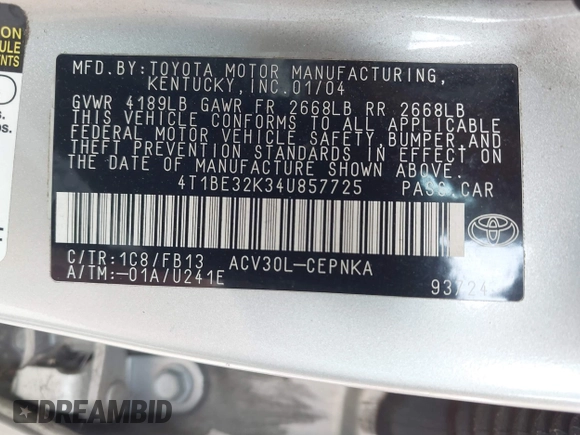 MFD.BY:TOYOTA MOTOR MANUFACTURING,
KENTUCKY, INC.01/04
GVWR 4189LB GAWR FR 2668LB RR 2668LB
THIS VEHICLE CONFORMS TO ALL APPLICABLE
FEDERAL MOTOR VEHICLE SAFETY, BUMPER,AND
THEFT PREVENTION STANDARDS IN EFFECT ON
THE DATE OF MANUFACTURE SHOWN ABOVE.
4T1BE32K34U857725 PASS.CAR
C/TR:1C8/FB13 ACV30L-CEPNKA
A/TM:-01A/U241E 93/24
DREAMBID